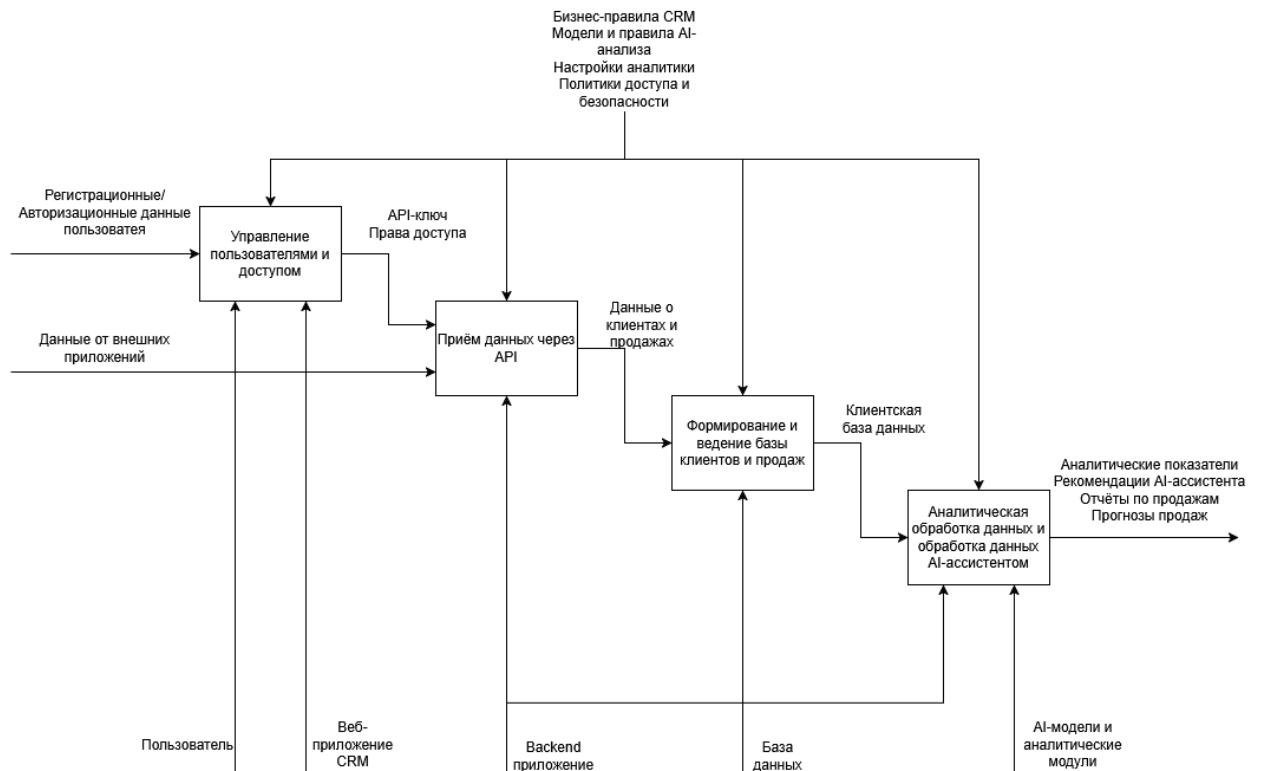 Бизнес-правила CRM
Модели и правила AI-
анализа
Настройки аналитики
Политики доступа и
безопасности
Регистрационные/
Авторизационные данные
пользоватея
Управление
пользователями и
доступом
API-ключ
Права доступа
Данные от внешних
приложений
Приём данных через
API
Данные о
клиентах и
продажах
Формирование и
ведение базы
клиентов и продаж
Клиентская
база данных
Аналитическая
обработка данных и
обработка данных
AI-ассистентом
Аналитические показатели
Рекомендации AI-ассистента
Отчёты по продажам
Прогнозы продаж
Пользователь
Веб-
приложение
CRM
Backend
приложение
База
данных
AI-модели и
аналитические
модули